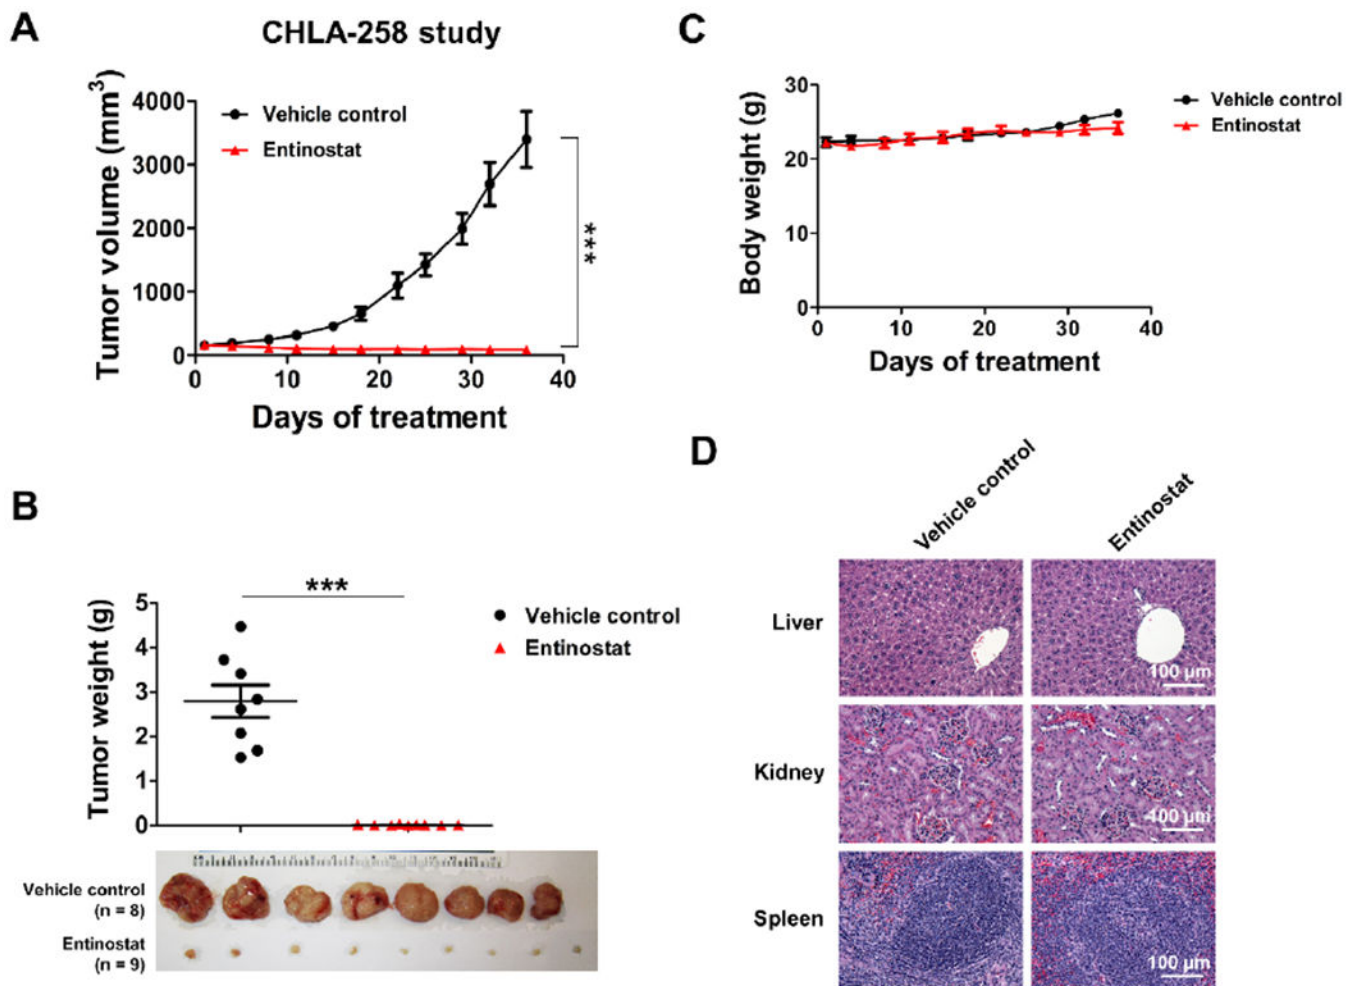 A
CHLA-258 study
Tumor volume (mm³)
4000
3000
2000
1000
0
0 10 20 30 40
Days of treatment
Vehicle control
Entinostat
***
B
Tumor weight (g)
5
4
3
2
1
0
***
Vehicle control
Entinostat
Vehicle control
(n = 8)
Entinostat
(n = 9)
C
Body weight (g)
30
20
10
0
0 10 20 30 40
Days of treatment
Vehicle control
Entinostat
D
Vehicle control
Entinostat
Liver
100 µm
Kidney
100 µm
Spleen
100 µm